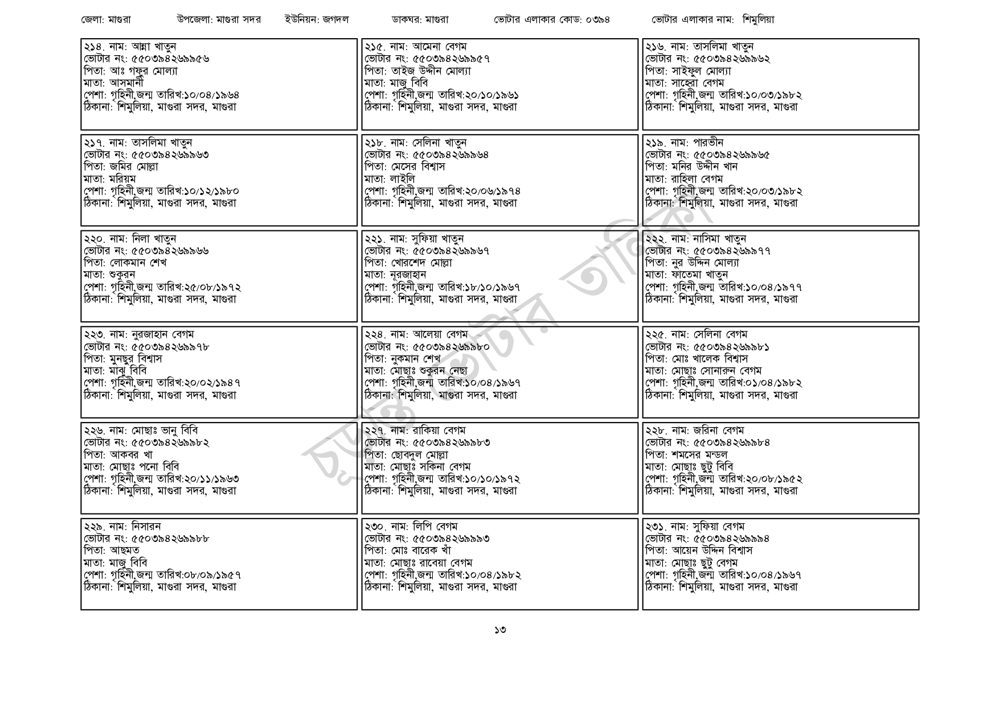 জেলা: মাগুরা উপজেলা: মাগুরা সদর ইউনিয়ন: জগদল ডাকঘর: মাগুরা ভোটার এলাকার কোড: ০৩৯৪ ভোটার এলাকার নাম: শিমুলিয়া
২১৪. নাম: আন্না খাতুন
ভোটার নং: ৫৫০৩৯৪২৬৯৯৫৬
পিতা: আঃ গফুর মোল্যা
মাতা: আসমানী
পেশা: গৃহিনী,জন্ম তারিখ:১০/০৪/১৯৬৪
ঠিকানা: শিমুলিয়া, মাগুরা সদর, মাগুরা
২১৫. নাম: আমেনা বেগম
ভোটার নং: ৫৫০৩৯৪২৬৯৯৫৭
পিতা: তাইজ উদ্দীন মোল্যা
মাতা: মাজু বিবি
পেশা: গৃহিনী,জন্ম তারিখ:২০/১০/১৯৬১
ঠিকানা: শিমুলিয়া, মাগুরা সদর, মাগুরা
২১৬. নাম: তাসলিমা খাতুন
ভোটার নং: ৫৫০৩৯৪২৬৯৯৬২
পিতা: সাইফুল মোল্যা
মাতা: সাহেরা বেগম
পেশা: গৃহিনী,জন্ম তারিখ:১০/০৩/১৯৮২
ঠিকানা: শিমুলিয়া, মাগুরা সদর, মাগুরা
২১৭. নাম: তাসলিমা খাতুন
ভোটার নং: ৫৫০৩৯৪২৬৯৯৬৩
পিতা: জমির মোল্লা
মাতা: মরিয়ম
পেশা: গৃহিনী,জন্ম তারিখ:১০/১২/১৯৮০
ঠিকানা: শিমুলিয়া, মাগুরা সদর, মাগুরা
২১৮. নাম: সেলিনা খাতুন
ভোটার নং: ৫৫০৩৯৪২৬৯৯৬৪
পিতা: মেসের বিশ্বাস
মাতা: লাইলি
পেশা: গৃহিনী,জন্ম তারিখ:২০/০৬/১৯৭৪
ঠিকানা: শিমুলিয়া, মাগুরা সদর, মাগুরা
২১৯. নাম: পারভীন
ভোটার নং: ৫৫০৩৯৪২৬৯৯৬৫
পিতা: মনির উদ্দীন খান
মাতা: রাহিলা বেগম
পেশা: গৃহিনী,জন্ম তারিখ:২০/০৩/১৯৮২
ঠিকানা: শিমুলিয়া, মাগুরা সদর, মাগুরা
২২০. নাম: নিলা খাতুন
ভোটার নং: ৫৫০৩৯৪২৬৯৯৬৬
পিতা: লোকমান শেখ
মাতা: শুকুরন
পেশা: গৃহিনী,জন্ম তারিখ:২৫/০৮/১৯৭২
ঠিকানা: শিমুলিয়া, মাগুরা সদর, মাগুরা
২২১. নাম: সুফিয়া খাতুন
ভোটার নং: ৫৫০৩৯৪২৬৯৯৬৭
পিতা: খোরশেদ মোল্লা
মাতা: নূরজাহান
পেশা: গৃহিনী,জন্ম তারিখ:১৮/১০/১৯৬৭
ঠিকানা: শিমুলিয়া, মাগুরা সদর, মাগুরা
২২২. নাম: নাসিমা খাতুন
ভোটার নং: ৫৫০৩৯৪২৬৯৯৭৭
পিতা: নুর উদ্দিন মোল্যা
মাতা: ফাতেমা খাতুন
পেশা: গৃহিনী,জন্ম তারিখ:১০/০৪/১৯৭৭
ঠিকানা: শিমুলিয়া, মাগুরা সদর, মাগুরা
২২৩. নাম: নুরজাহান বেগম
ভোটার নং: ৫৫০৩৯৪২৬৯৯৭৮
পিতা: মুনছুর বিশ্বাস
মাতা: মাঝু বিবি
পেশা: গৃহিনী,জন্ম তারিখ:২০/০২/১৯৪৭
ঠিকানা: শিমুলিয়া, মাগুরা সদর, মাগুরা
২২৪. নাম: আলেয়া বেগম
ভোটার নং: ৫৫০৩৯৪২৬৯৯৮০
পিতা: নুকমান শেখ
মাতা: মোছাঃ শুকুরন নেছা
পেশা: গৃহিনী,জন্ম তারিখ:১০/০৪/১৯৬৭
ঠিকানা: শিমুলিয়া, মাগুরা সদর, মাগুরা
২২৫. নাম: সেলিনা বেগম
ভোটার নং: ৫৫০৩৯৪২৬৯৯৮১
পিতা: মোঃ খালেক বিশ্বাস
মাতা: মোছাঃ সোনারুন বেগম
পেশা: গৃহিনী,জন্ম তারিখ:০১/০৪/১৯৮২
ঠিকানা: শিমুলিয়া, মাগুরা সদর, মাগুরা
২২৬. নাম: মোছাঃ ভানু বিবি
ভোটার নং: ৫৫০৩৯৪২৬৯৯৮২
পিতা: আকবর খা
মাতা: মোছাঃ পনো বিবি
পেশা: গৃহিনী,জন্ম তারিখ:২০/১১/১৯৬৩
ঠিকানা: শিমুলিয়া, মাগুরা সদর, মাগুরা
২২৭. নাম: রাকিয়া বেগম
ভোটার নং: ৫৫০৩৯৪২৬৯৯৮৩
পিতা: ছোবদুল মোল্লা
মাতা: মোছাঃ সকিনা বেগম
পেশা: গৃহিনী,জন্ম তারিখ:১০/১০/১৯৭২
ঠিকানা: শিমুলিয়া, মাগুরা সদর, মাগুরা
২২৮. নাম: জরিনা বেগম
ভোটার নং: ৫৫০৩৯৪২৬৯৯৮৪
পিতা: শমসের মন্ডল
মাতা: মোছাঃ ছুটু বিবি
পেশা: গৃহিনী,জন্ম তারিখ:২০/০৮/১৯৫২
ঠিকানা: শিমুলিয়া, মাগুরা সদর, মাগুরা
২২৯. নাম: নিসারন
ভোটার নং: ৫৫০৩৯৪২৬৯৯৮৮
পিতা: আছমত
মাতা: মাজু বিবি
পেশা: গৃহিনী,জন্ম তারিখ:০৮/০৯/১৯৫৭
ঠিকানা: শিমুলিয়া, মাগুরা সদর, মাগুরা
২৩০. নাম: লিপি বেগম
ভোটার নং: ৫৫০৩৯৪২৬৯৯৯৩
পিতা: মোঃ বারেক খাঁ
মাতা: মোছাঃ রাবেয়া বেগম
পেশা: গৃহিনী,জন্ম তারিখ:১০/০৪/১৯৮২
ঠিকানা: শিমুলিয়া, মাগুরা সদর, মাগুরা
২৩১. নাম: সুফিয়া বেগম
ভোটার নং: ৫৫০৩৯৪২৬৯৯৯৪
পিতা: আয়েন উদ্দিন বিশ্বাস
মাতা: মোছাঃ ছুটু বেগম
পেশা: গৃহিনী,জন্ম তারিখ:১০/০৪/১৯৬৭
ঠিকানা: শিমুলিয়া, মাগুরা সদর, মাগুরা
চূড়ান্ত ভোটার তালিকা
১৩